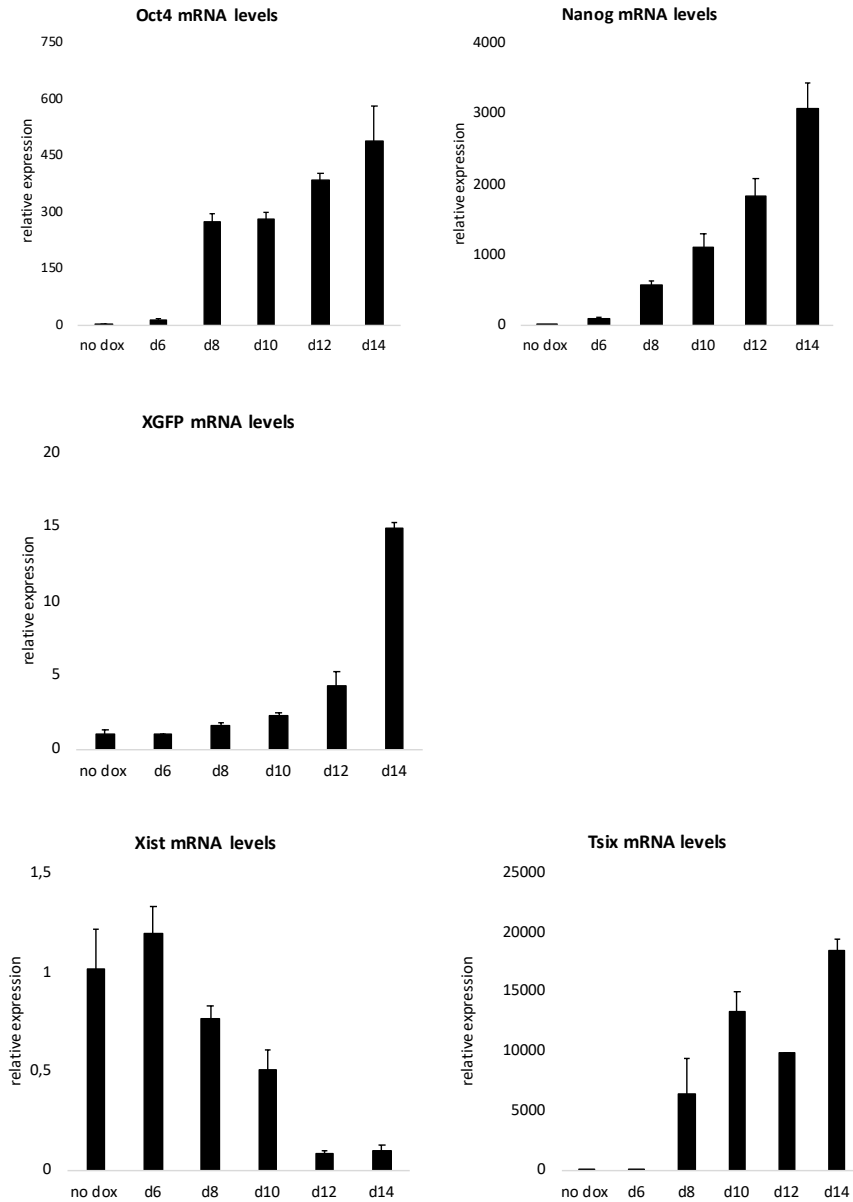 Oct4 mRNA levels
750
600
450
300
150
0
relative expression
no dox d6 d8 d10 d12 d14
Nanog mRNA levels
4000
3000
2000
1000
0
relative expression
no dox d6 d8 d10 d12 d14
XGFP mRNA levels
20
15
10
5
0
relative expression
no dox d6 d8 d10 d12 d14
Xist mRNA levels
1,5
1
0,5
0
relative expression
no dox d6 d8 d10 d12 d14
Tsix mRNA levels
25000
20000
15000
10000
5000
0
relative expression
no dox d6 d8 d10 d12 d14